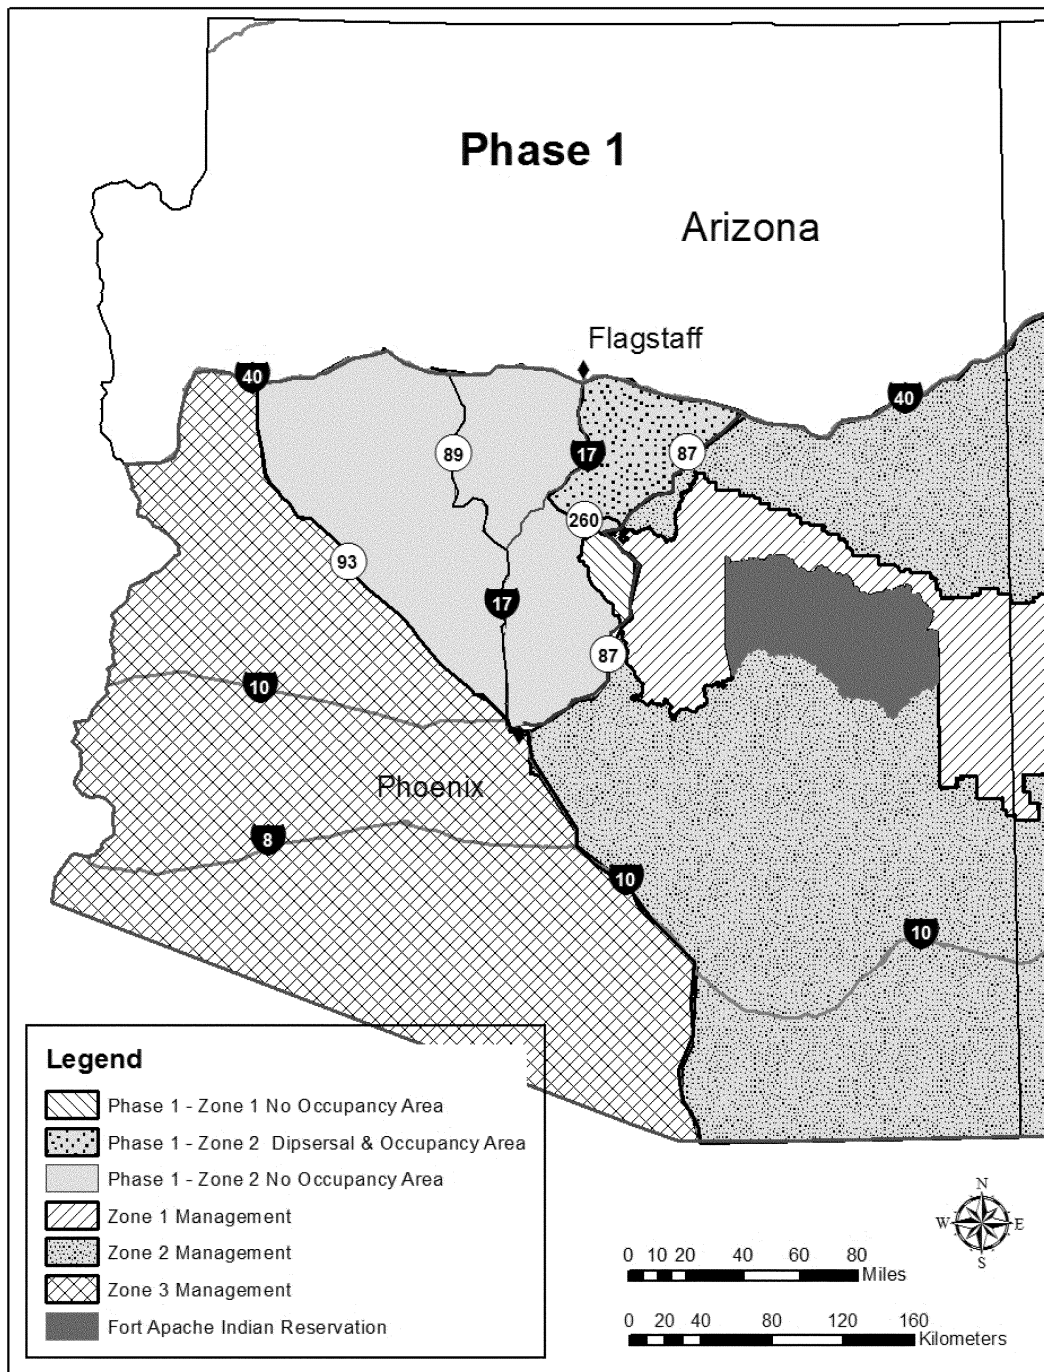 Phase 1
Arizona
Flagstaff
40
40
89
17
87
260
93
17
87
10
Phoenix
8
10
10
Legend
Phase 1 - Zone 1 No Occupancy Area
Phase 1 - Zone 2 Dipsersal & Occupancy Area
Phase 1 - Zone 2 No Occupancy Area
Zone 1 Management
Zone 2 Management
Zone 3 Management
Fort Apache Indian Reservation
N
W E
S
0 10 20 40 60 80
Miles
0 20 40 80 120 160
Kilometers